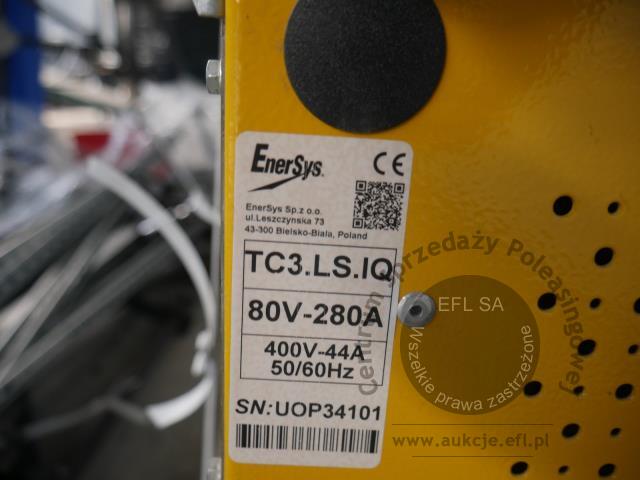 EnerSys
CE
EnerSys Sp.z o.o.
ul.Leszczynska 73
43-300 Bielsko-Biala, Poland
TC3.LS.IQ
80V-280A
400V-44A
50/60Hz
SN:UOP34101
Centrum sprzedaży Poleasingowej
EFL SA
Wszelkie prawa zastrzeżone
www.aukcje.efl.pl